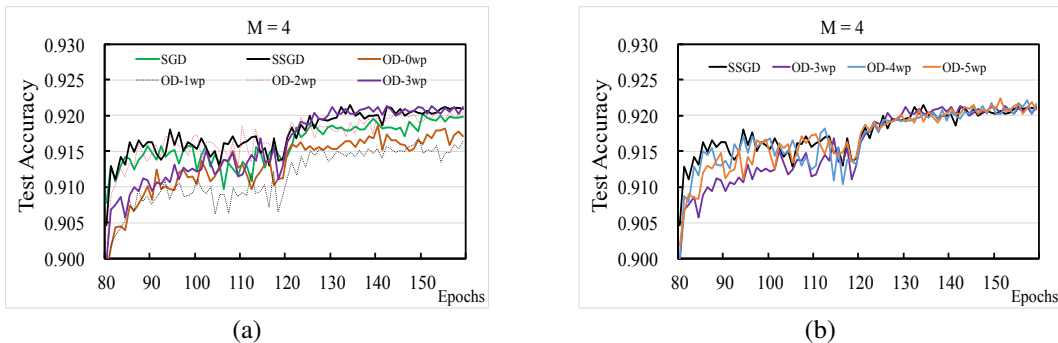 M = 4
0.930
0.925
0.920
0.915
0.910
0.905
0.900
Test Accuracy
SGD SSGD OD-0wp
OD-1wp OD-2wp OD-3wp
80 90 100 110 120 130 140 150
Epochs
(a)
M = 4
0.930
0.925
0.920
0.915
0.910
0.905
0.900
Test Accuracy
SSGD OD-3wp OD-4wp OD-5wp
80 90 100 110 120 130 140 150
Epochs
(b)